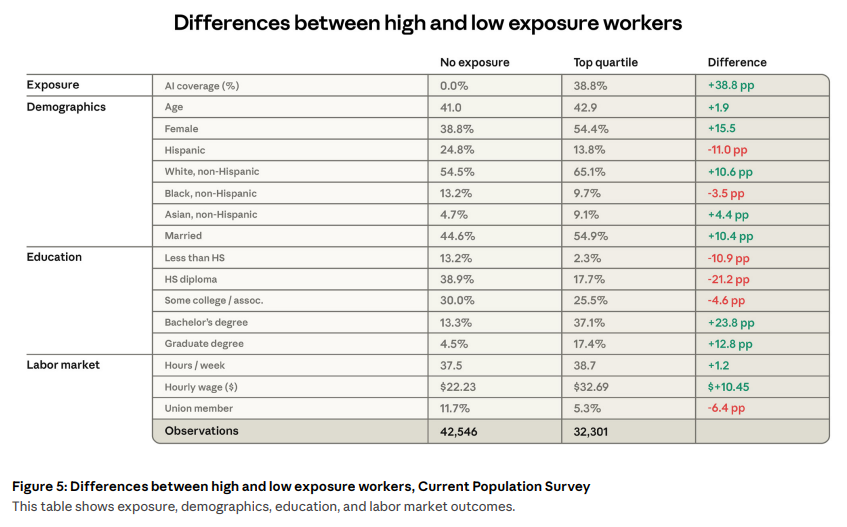 Differences between high and low exposure workers
No exposure Top quartile Difference
Exposure AI coverage (%) 0.0% 38.8% +38.8 pp
Demographics Age 41.0 42.9 +1.9
Female 38.8% 54.4% +15.5
Hispanic 24.8% 13.8% -11.0 pp
White, non-Hispanic 54.5% 65.1% +10.6 pp
Black, non-Hispanic 13.2% 9.7% -3.5 pp
Asian, non-Hispanic 4.7% 9.1% +4.4 pp
Married 44.6% 54.9% +10.4 pp
Education Less than HS 13.2% 2.3% -10.9 pp
HS diploma 38.9% 17.7% -21.2 pp
Some college / assoc. 30.0% 25.5% -4.6 pp
Bachelor's degree 13.3% 37.1% +23.8 pp
Graduate degree 4.5% 17.4% +12.8 pp
Labor market Hours / week 37.5 38.7 +1.2
Hourly wage ($) $22.23 $32.69 $+10.45
Union member 11.7% 5.3% -6.4 pp
Observations 42,546 32,301
Figure 5: Differences between high and low exposure workers, Current Population Survey
This table shows exposure, demographics, education, and labor market outcomes.